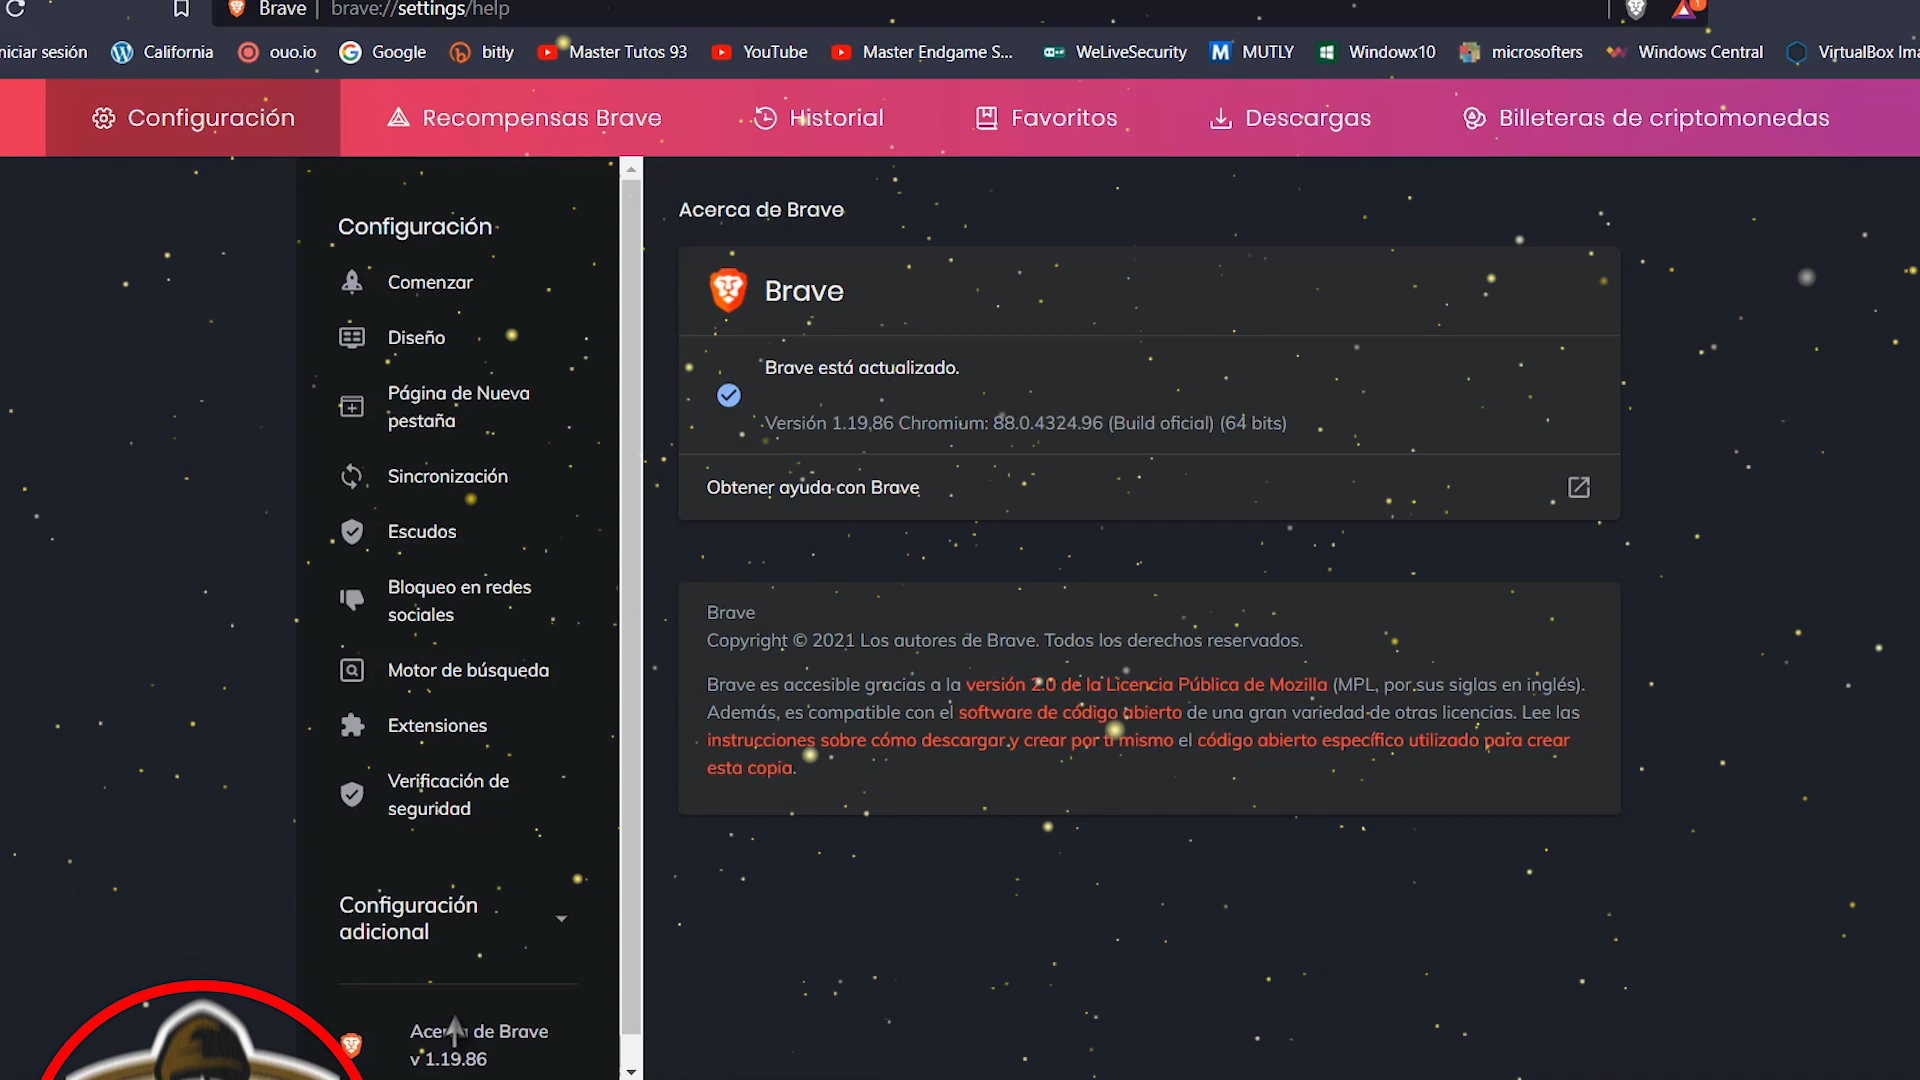 Brave | brave://settings/help
niciar sesión California ouo.io Google bitly Master Tutos 93 YouTube Master Endgame S... WeLiveSecurity MUTLY Windowx10 microsofters Windows Central VirtualBox Ima
Configuración Recompensas Brave Historial Favoritos Descargas Billeteras de criptomonedas
Configuración
Comenzar
Diseño
Página de Nueva
pestaña
Sincronización
Escudos
Bloqueo en redes
sociales
Motor de búsqueda
Extensiones
Verificación de
seguridad
Configuración
adicional
Acerca de Brave
v 1.19.86
Acerca de Brave
Brave
Brave está actualizado.
Versión 1.19.86 Chromium: 88.0.4324.96 (Build oficial) (64 bits)
Obtener ayuda con Brave
Brave
Copyright © 2021 Los autores de Brave. Todos los derechos reservados.
Brave es accesible gracias a la versión 2.0 de la Licencia Pública de Mozilla (MPL, por sus siglas en inglés).
Además, es compatible con el software de código abierto de una gran variedad de otras licencias. Lee las
instrucciones sobre cómo descargar y crear por ti mismo el código abierto específico utilizado para crear
esta copia.